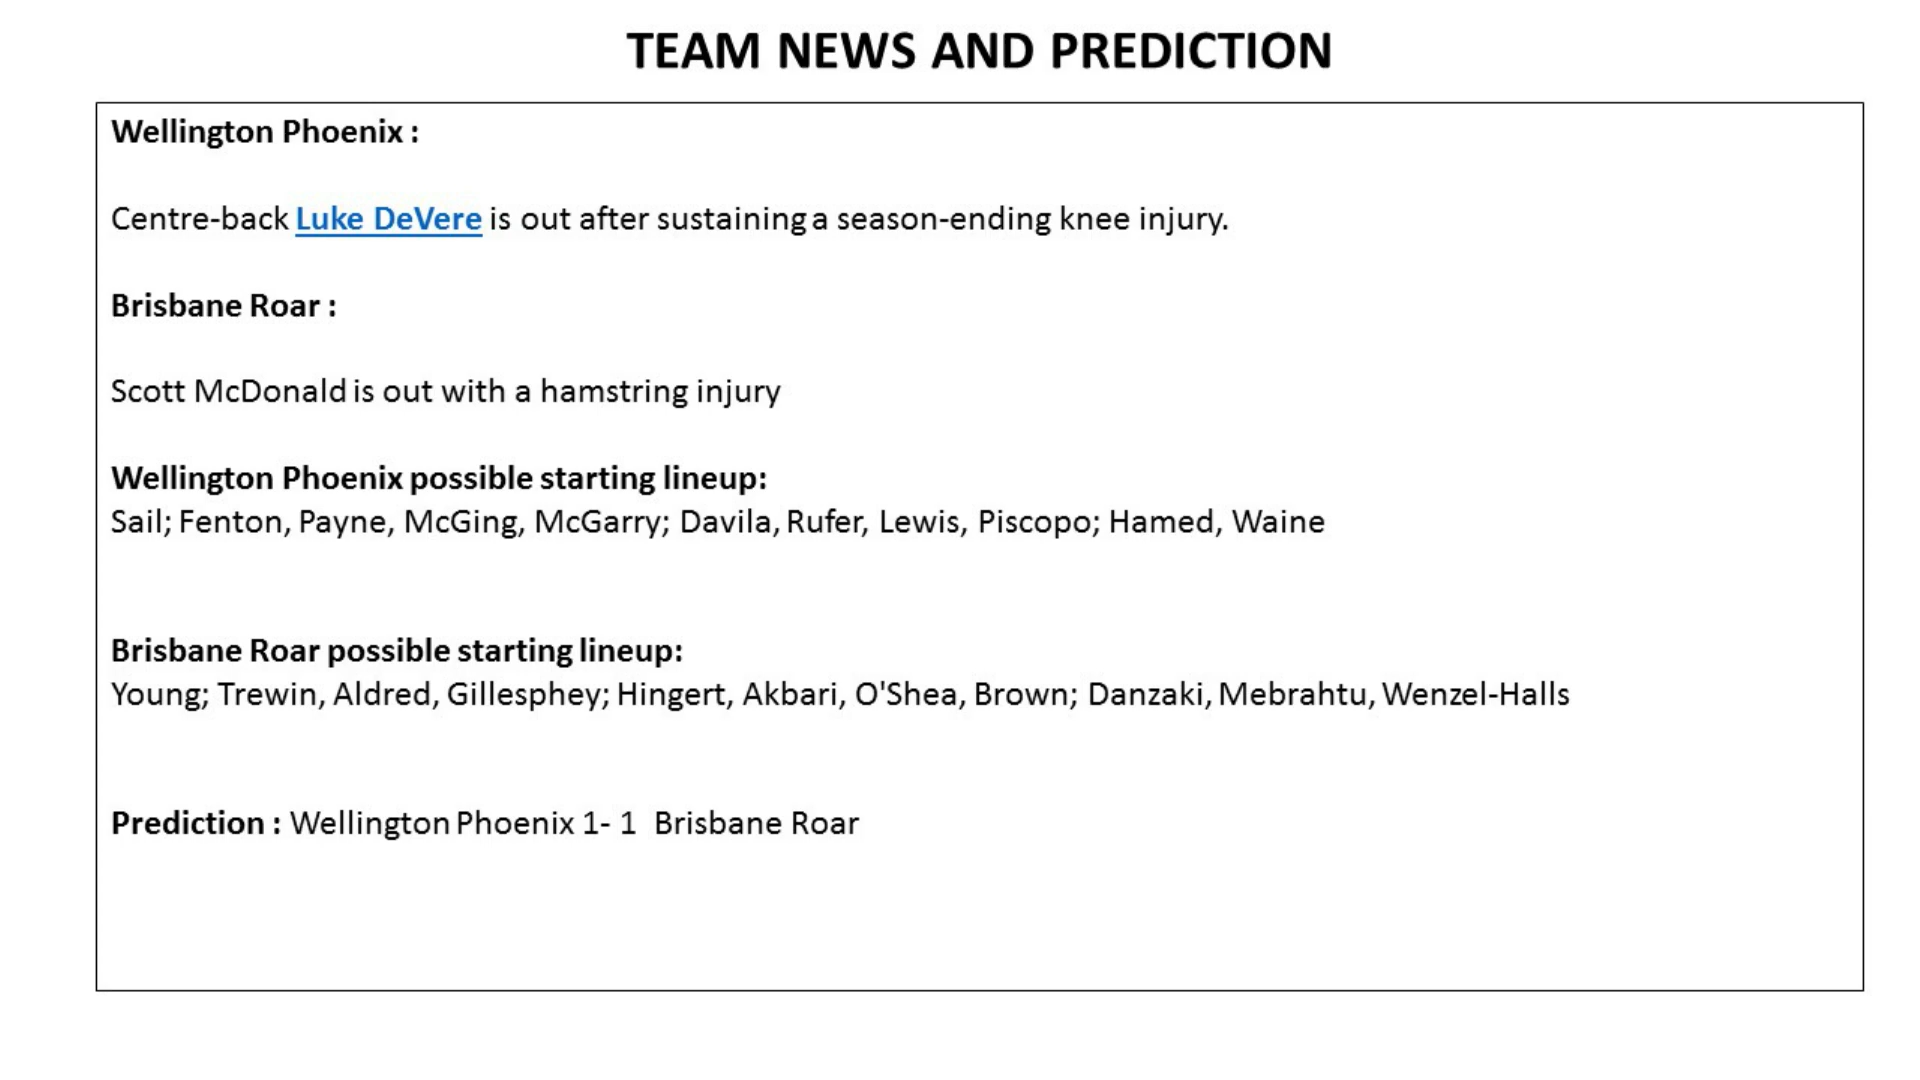 TEAM NEWS AND PREDICTION
Wellington Phoenix :
Centre-back Luke DeVere is out after sustaining a season-ending knee injury.
Brisbane Roar :
Scott McDonald is out with a hamstring injury
Wellington Phoenix possible starting lineup:
Sail; Fenton, Payne, McGing, McGarry; Davila, Rufer, Lewis, Piscopo; Hamed, Waine
Brisbane Roar possible starting lineup:
Young; Trewin, Aldred, Gillesphey; Hingert, Akbari, O'Shea, Brown; Danzaki, Mebrahtu, Wenzel-Halls
Prediction : Wellington Phoenix 1- 1 Brisbane Roar